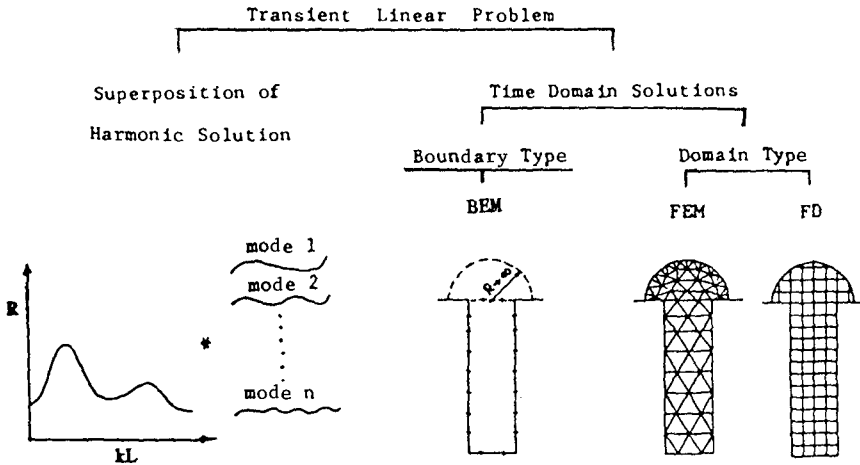 Transient Linear Problem
Superposition of
Harmonic Solution
Time Domain Solutions
Boundary Type
Domain Type
BEM
FEM
FD
mode 1
mode 2
mode n
R
*
kL
R→∞